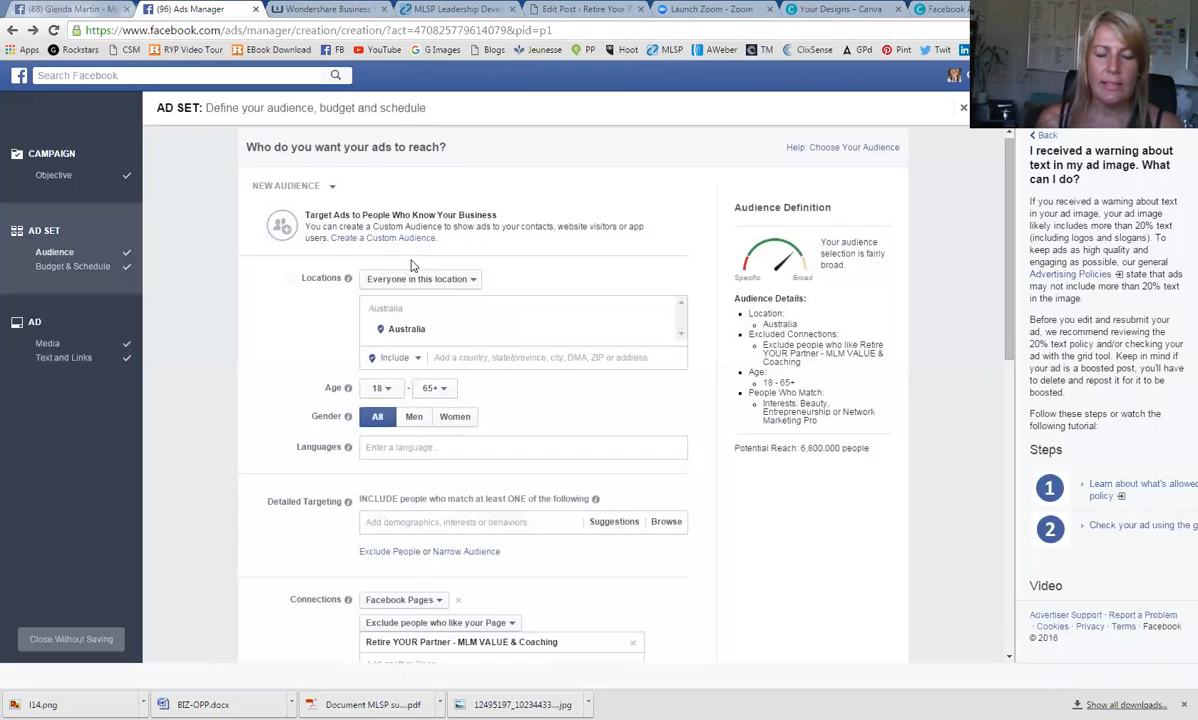 (88) Glenda Martin - M
(96) Ads Manager
Wondershare Business
MLSP Leadership Devel
Edit Post ‹ Retire Your P
Launch Zoom - Zoom
Your Designs – Canva
Facebook A
https://www.facebook.com/ads/manager/creation/creation/?act=470825779614079&pid=p1
Apps
Rockstars
CSM
RYP Video Tour
EBook Download
FB
YouTube
G Images
Blogs
Jeunesse
PP
Hoot
MLSP
AWeber
TM
ClixSense
GPd
Pint
Twit
in
Search Facebook
AD SET: Define your audience, budget and schedule
CAMPAIGN
Objective
AD SET
Audience
Budget & Schedule
AD
Media
Text and Links
Close Without Saving
Who do you want your ads to reach?
Help: Choose Your Audience
NEW AUDIENCE
Target Ads to People Who Know Your Business
You can create a Custom Audience to show ads to your contacts, website visitors or app
users. Create a Custom Audience.
Locations
Everyone in this location
Australia
Australia
Include
Add a country, state/province, city, DMA, ZIP or address
Age
18 - 65+
Gender
All Men Women
Languages
Enter a language...
Detailed Targeting
INCLUDE people who match at least ONE of the following
Add demographics, interests or behaviors
Suggestions
Browse
Exclude People or Narrow Audience
Connections
Facebook Pages
Exclude people who like your Page
Retire YOUR Partner - MLM VALUE & Coaching
Audience Definition
Your audience
selection is fairly
broad.
Specific
Broad
Audience Details:
Location:
Australia
Excluded Connections:
Exclude people who like Retire
YOUR Partner - MLM VALUE &
Coaching
Age:
18 - 65+
People Who Match:
Interests: Beauty,
Entrepreneurship or Network
Marketing Pro
Potential Reach: 6,800,000 people
Back
I received a warning about
text in my ad image. What
can I do?
If you received a warning about text
in your ad image, your ad image
likely includes more than 20% text
(including logos and slogans). To
keep ads as high quality and
engaging as possible, our general
Advertising Policies state that ads
may not include more than 20% text
in the image.
Before you edit and resubmit your
ad, we recommend reviewing the
20% text policy and/or checking your
ad with the grid tool. Keep in mind if
your ad is a boosted post, you'll have
to delete and repost it for it to be
boosted.
Follow these steps or watch the
following tutorial:
Steps
1
Learn about what's allowed
policy
2
Check your ad using the g
Video
Advertiser Support · Report a Problem
· Cookies · Privacy · Terms · Facebook
© 2016
I14.png
BIZ-OPP.docx
Document MLSP su....pdf
12495197_10234433....jpg
Show all downloads...